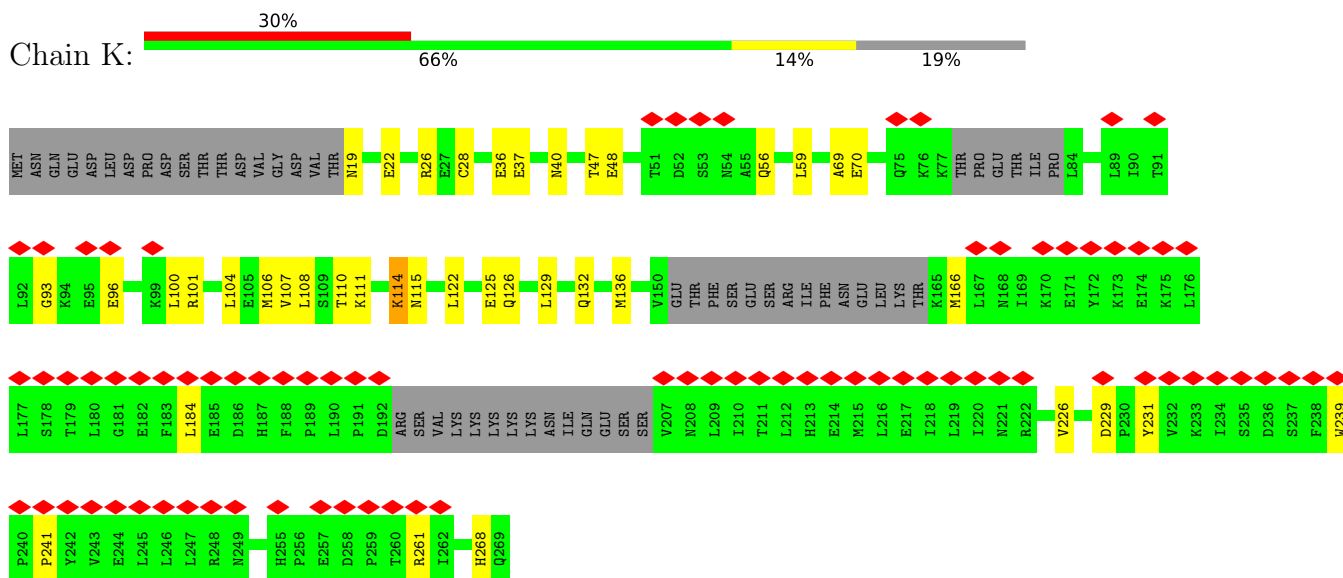 30%
Chain K:
66% 14% 19%
MET ASN GLN GLU ASP LEU ASP PRO ASP SER THR THR ASP VAL GLY ASP VAL THR N19 E22 R26 E27 C28 E36 E37 N40 T47 E48 T51 D52 S53 N54 A55 Q56 L59 A69 E70 Q75 K76 K77 THR PRO GLU THR ILE PRO L84 L89 I90 T91
L92 G93 K94 E95 E96 K99 L100 R101 L104 E105 M106 V107 L108 S109 T110 K111 K114 N115 L122 E125 Q126 L129 Q132 M136 V150 GLU THR PHE SER GLU SER ARG ILE PHE ASN GLU LEU LYS THR K165 M166 L167 N168 I169 K170 E171 Y172 K173 E174 K175 L176
L177 S178 T179 L180 G181 E182 F183 L184 E185 D186 H187 F188 P189 L190 P191 D192 ARG SER VAL LYS LYS LYS LYS ASN ILE GLN GLU SER SER V207 N208 L209 I210 T211 L212 H213 E214 M215 L216 E217 I218 L219 I220 N221 R222 V226 D229 P230 Y231 V232 K233 I234 S235 D236 S237 F238 W239
P240 P241 Y242 V243 E244 L245 L246 L247 R248 N249 H255 P256 E257 D258 P259 T260 R261 I262 H268 Q269